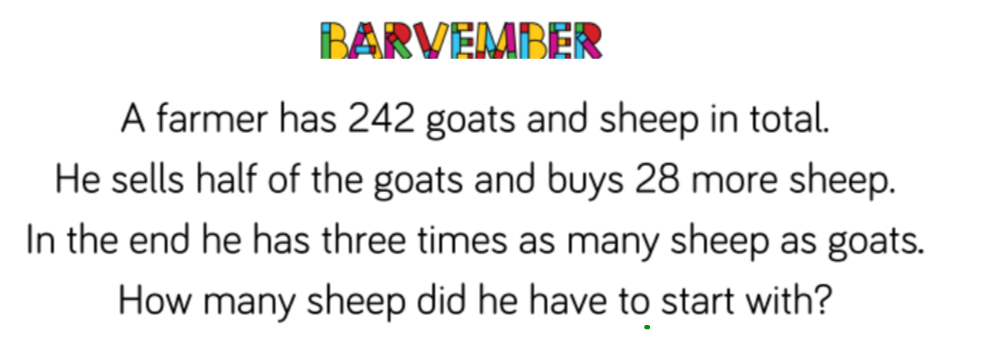 BARVEMBER
A farmer has 242 goats and sheep in total.
He sells half of the goats and buys 28 more sheep.
In the end he has three times as many sheep as goats.
How many sheep did he have to start with?